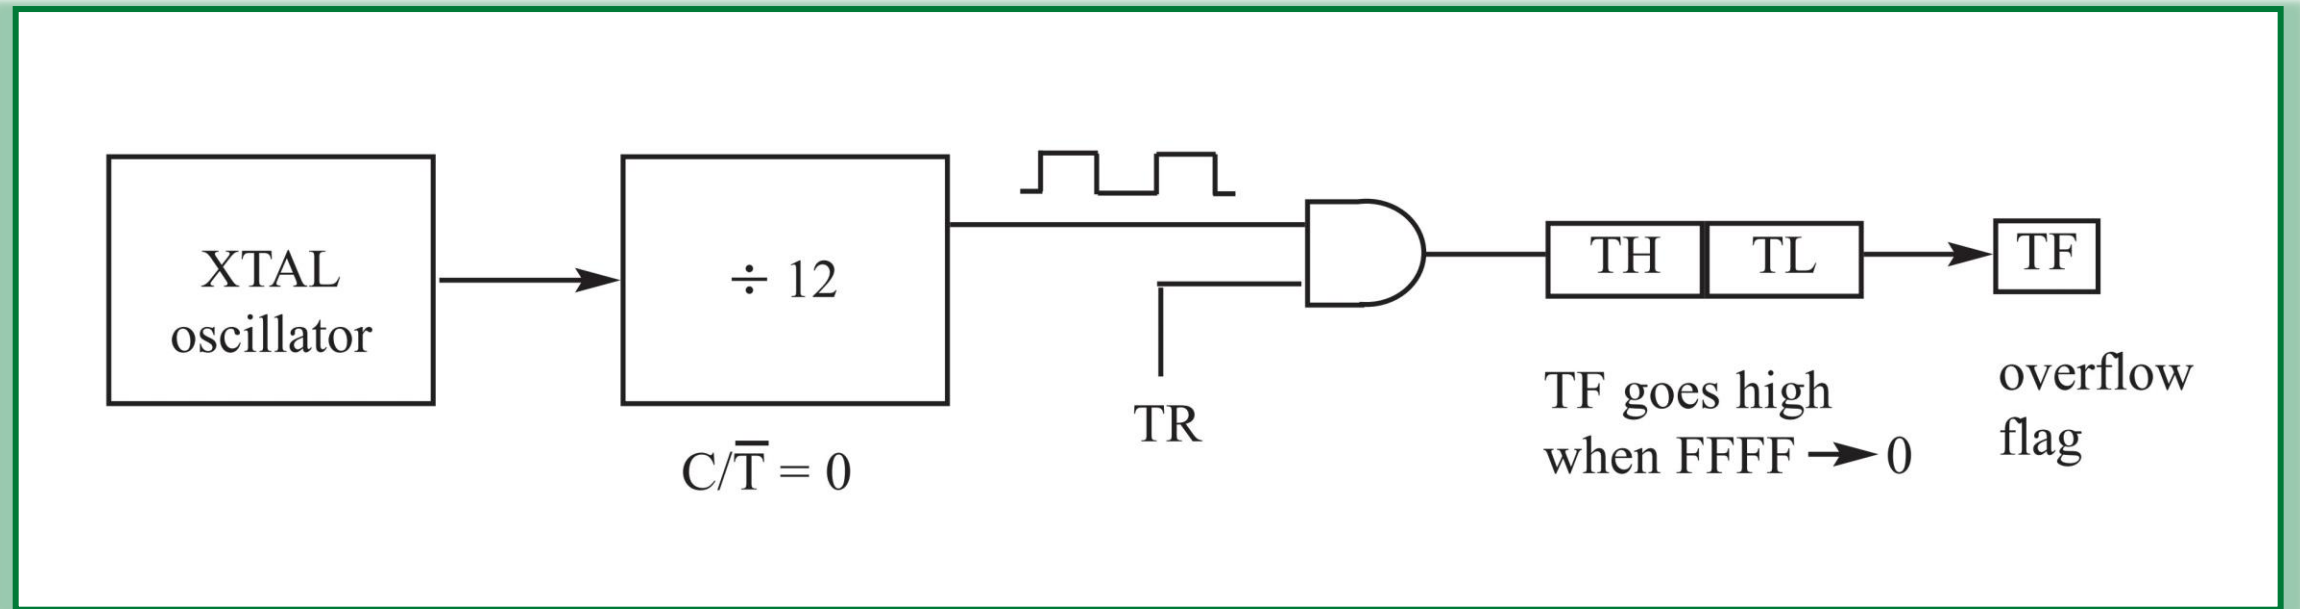 XTAL
oscillator
÷ 12
C/T̅ = 0
TR
TH
TL
TF
TF goes high
when FFFF → 0
overflow
flag